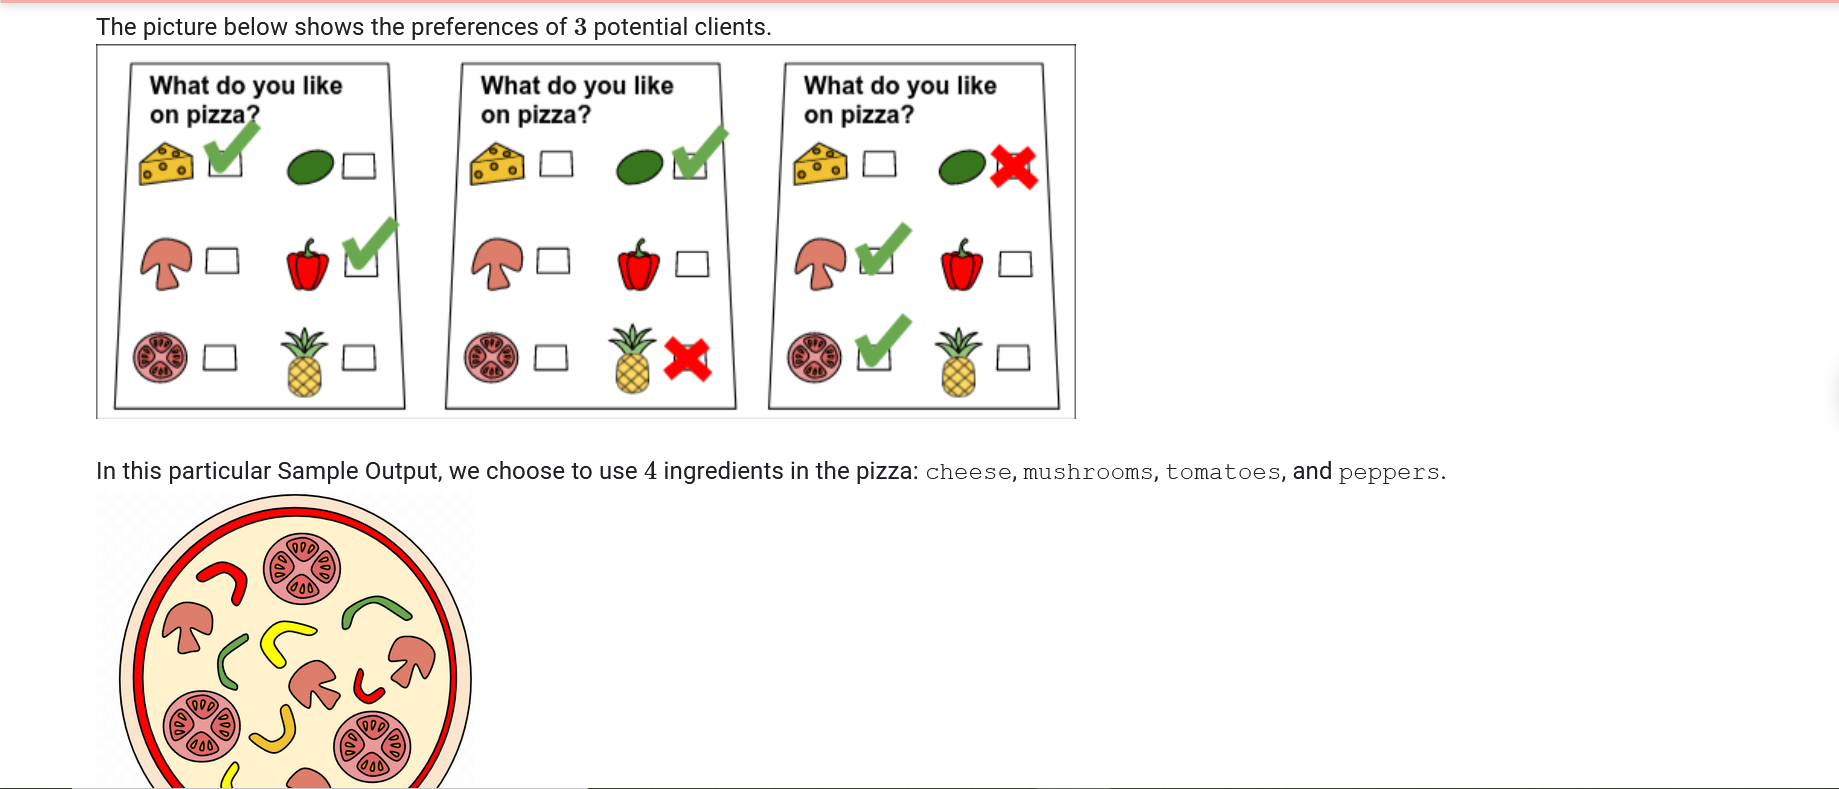 The picture below shows the preferences of 3 potential clients.
What do you like
on pizza?
What do you like
on pizza?
What do you like
on pizza?
In this particular Sample Output, we choose to use 4 ingredients in the pizza: cheese, mushrooms, tomatoes, and peppers.